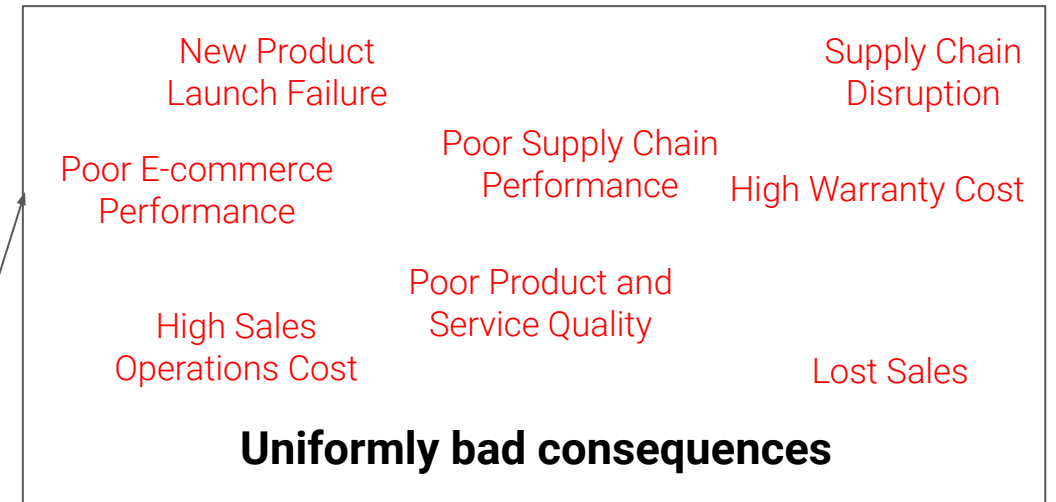 New Product
Launch Failure
Supply Chain
Disruption
Poor E-commerce
Performance
Poor Supply Chain
Performance
High Warranty Cost
High Sales
Operations Cost
Poor Product and
Service Quality
Lost Sales
Uniformly bad consequences